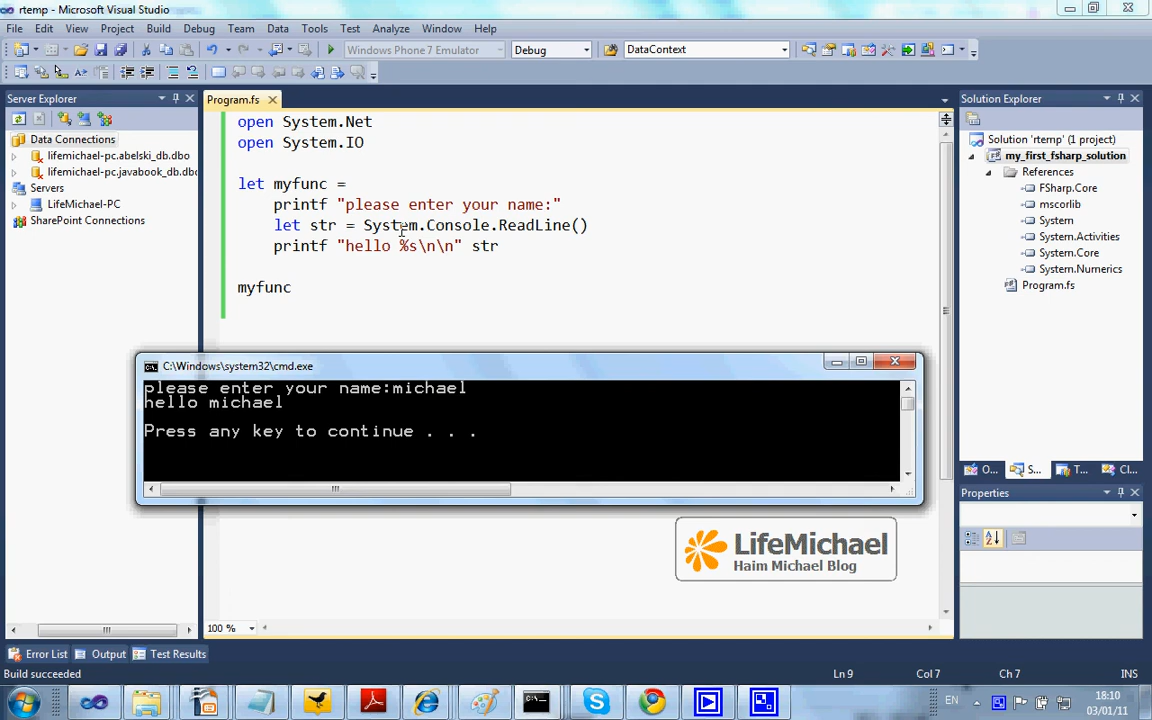 rtemp - Microsoft Visual Studio
File Edit View Project Build Debug Team Data Tools Test Analyze Window Help
Windows Phone 7 Emulator Debug DataContext
Server Explorer
Data Connections
lifemichael-pc.abelski_db.dbo
lifemichael-pc.javabook_db.dbo
Servers
LifeMichael-PC
SharePoint Connections
Program.fs
open System.Net
open System.IO
let myfunc =
printf "please enter your name:"
let str = System.Console.ReadLine()
printf "hello %s\n\n" str
myfunc
C:\Windows\system32\cmd.exe
please enter your name:michael
hello michael
Press any key to continue . . .
LifeMichael
Haim Michael Blog
100 %
Solution Explorer
Solution 'rtemp' (1 project)
my_first_fsharp_solution
References
FSharp.Core
mscorlib
System
System.Activities
System.Core
System.Numerics
Program.fs
O... S... T... Cl...
Properties
Error List Output Test Results
Build succeeded Ln 9 Col 7 Ch 7 INS
EN 18:10
03/01/11